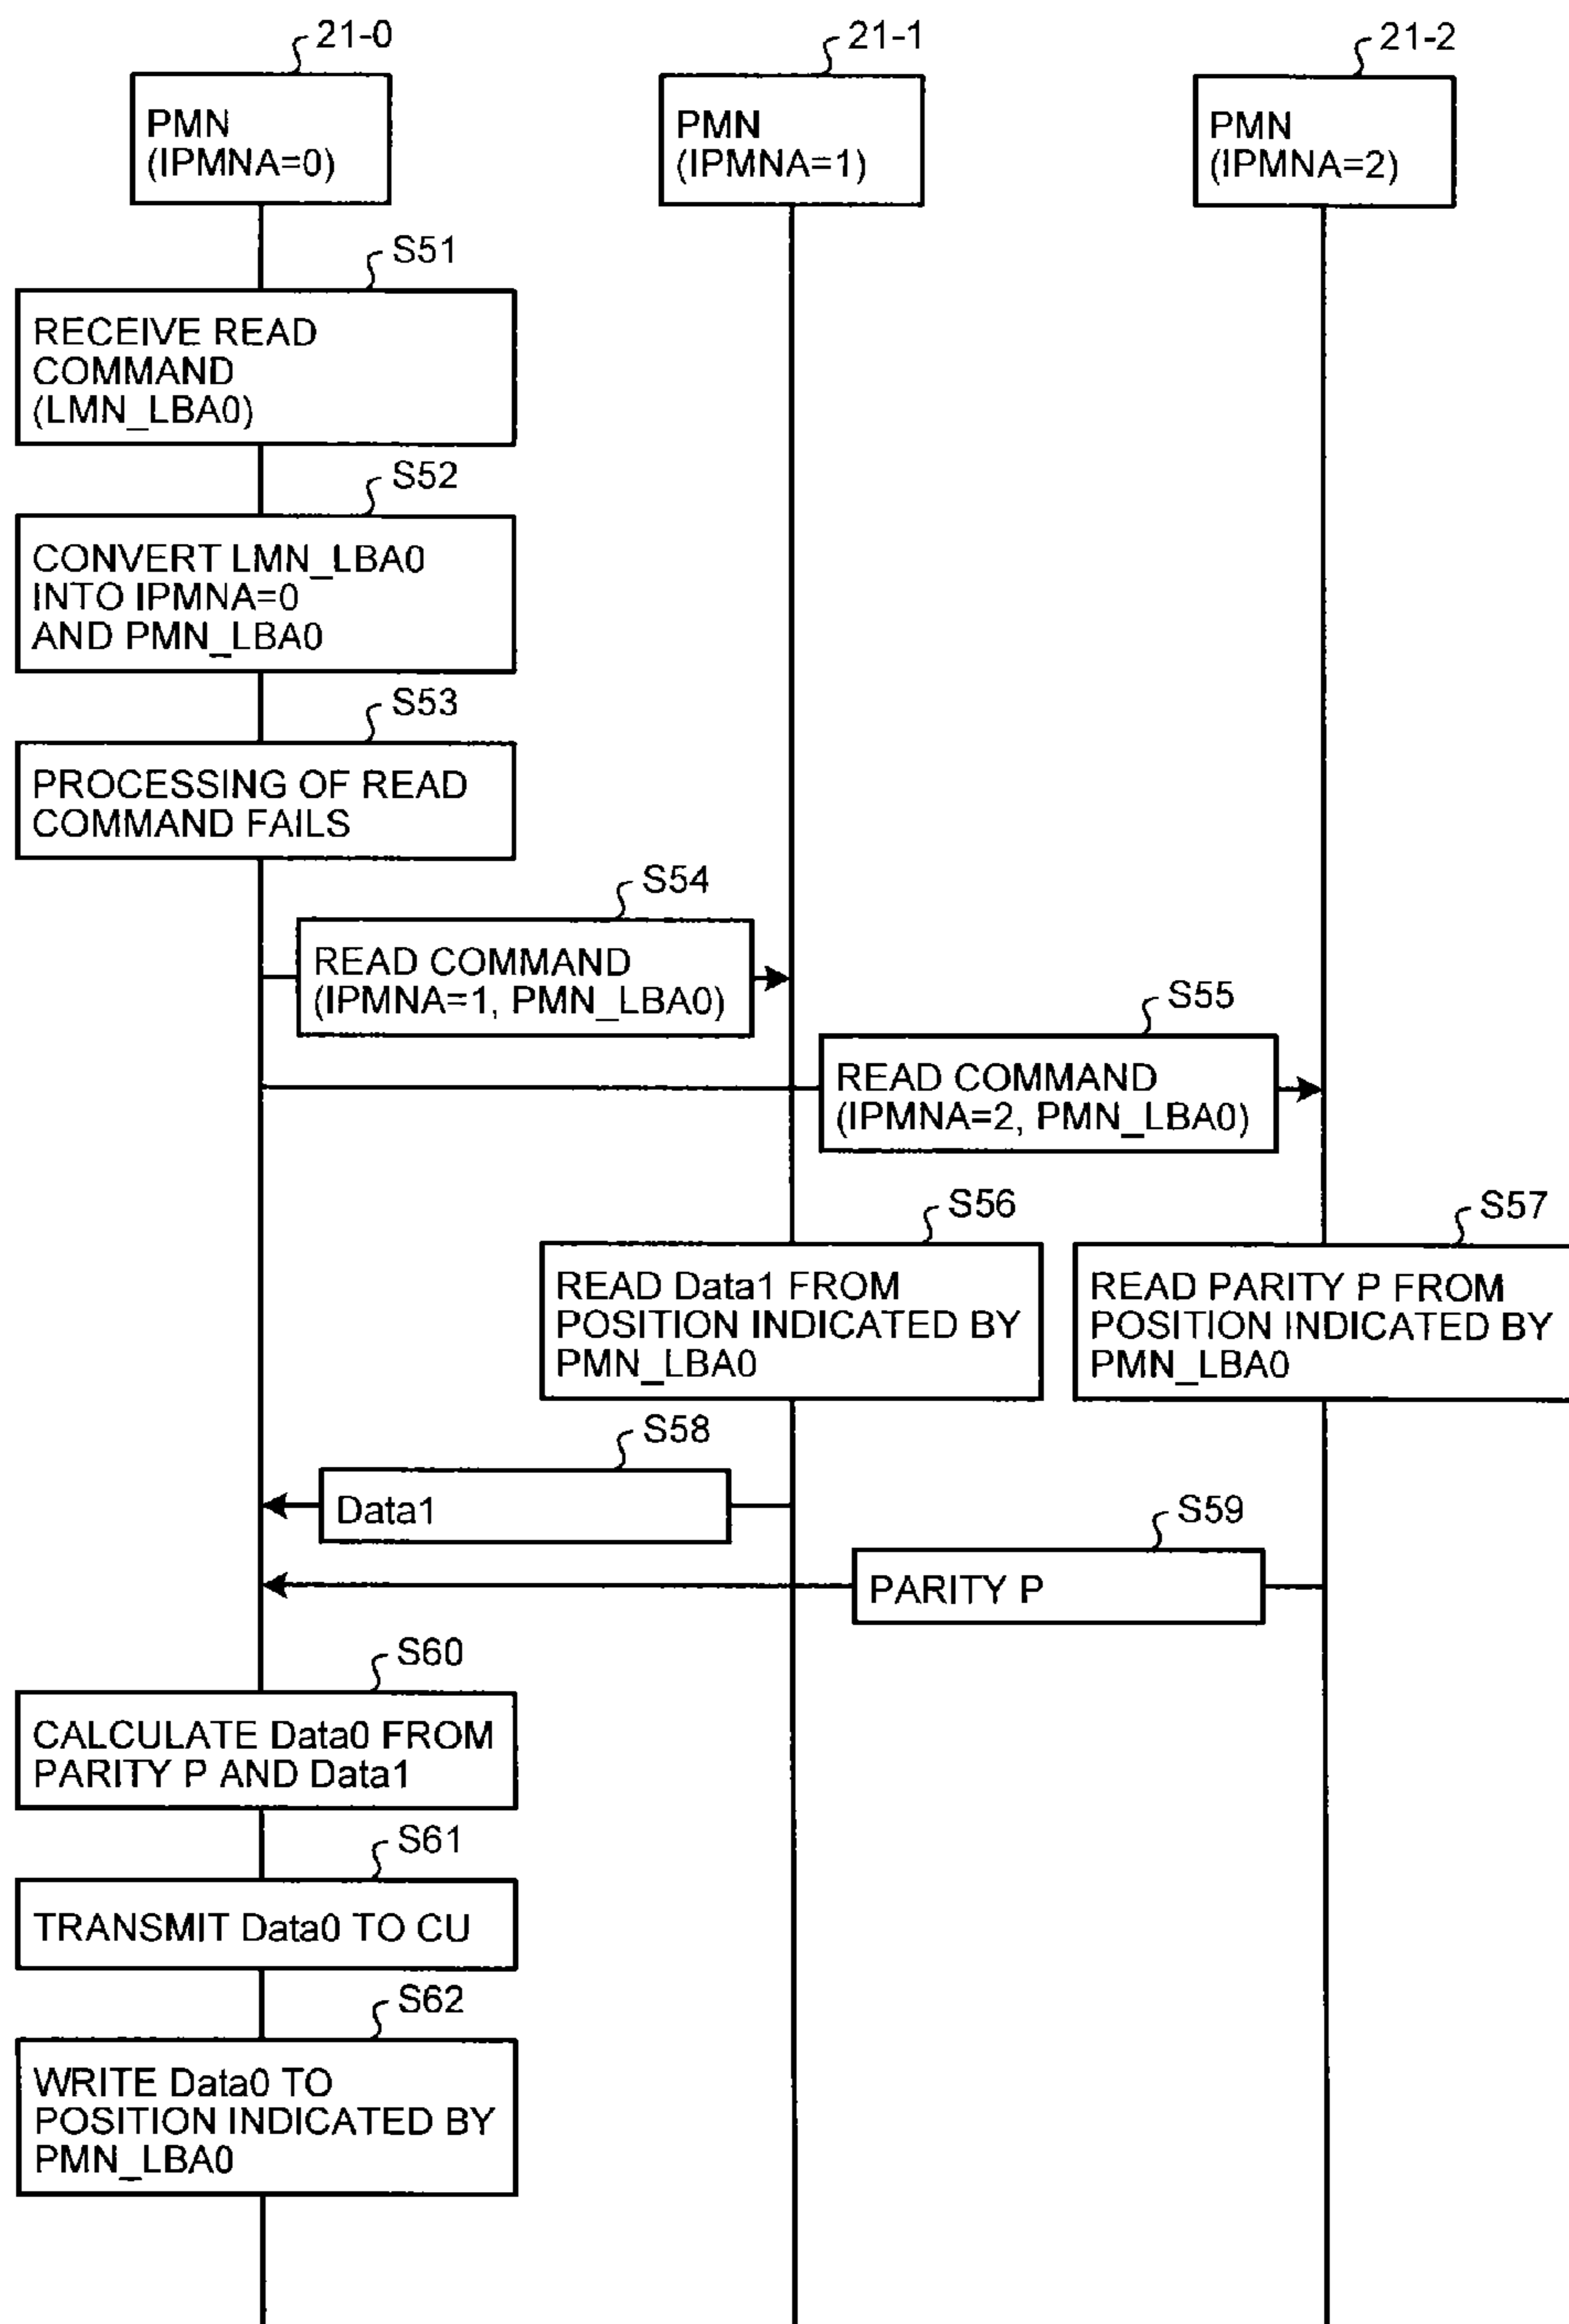 21-0
21-1
21-2
PMN
(IPMNA=0)
PMN
(IPMNA=1)
PMN
(IPMNA=2)
S51
RECEIVE READ
COMMAND
(LMN_LBA0)
S52
CONVERT LMN_LBA0
INTO IPMNA=0
AND PMN_LBA0
S53
PROCESSING OF READ
COMMAND FAILS
S54
READ COMMAND
(IPMNA=1, PMN_LBA0)
S55
READ COMMAND
(IPMNA=2, PMN_LBA0)
S56
READ Data1 FROM
POSITION INDICATED BY
PMN_LBA0
S57
READ PARITY P FROM
POSITION INDICATED BY
PMN_LBA0
S58
Data1
S59
PARITY P
S60
CALCULATE Data0 FROM
PARITY P AND Data1
S61
TRANSMIT Data0 TO CU
S62
WRITE Data0 TO
POSITION INDICATED BY
PMN_LBA0